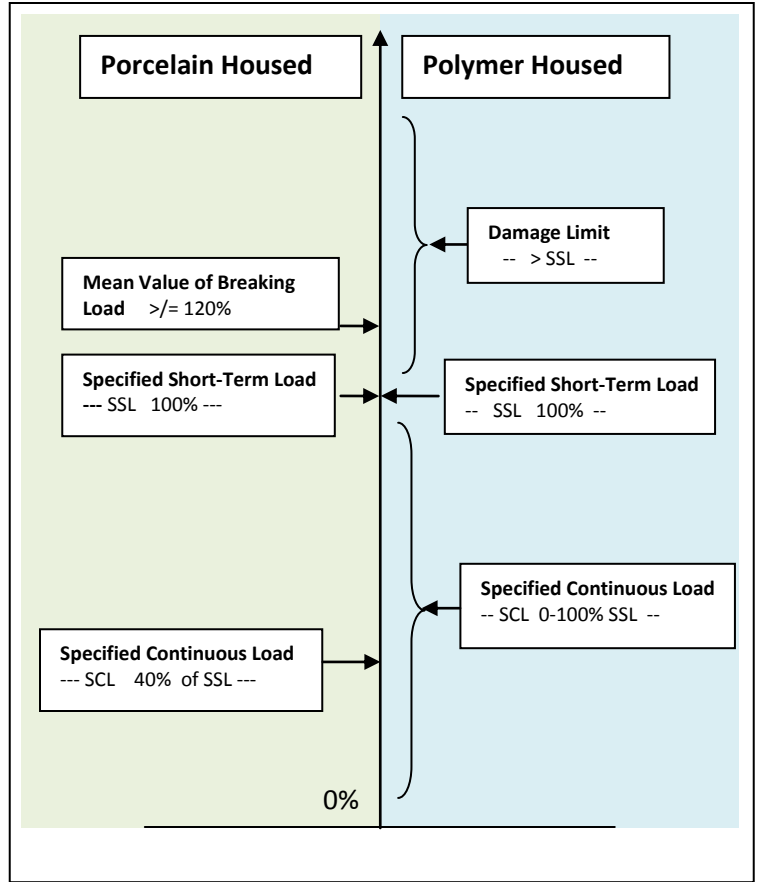 Porcelain Housed
Polymer Housed
Damage Limit
-- > SSL --
Mean Value of Breaking
Load >/= 120%
Specified Short-Term Load
--- SSL 100% ---
Specified Short-Term Load
-- SSL 100% --
Specified Continuous Load
-- SCL 0-100% SSL --
Specified Continuous Load
--- SCL 40% of SSL ---
0%